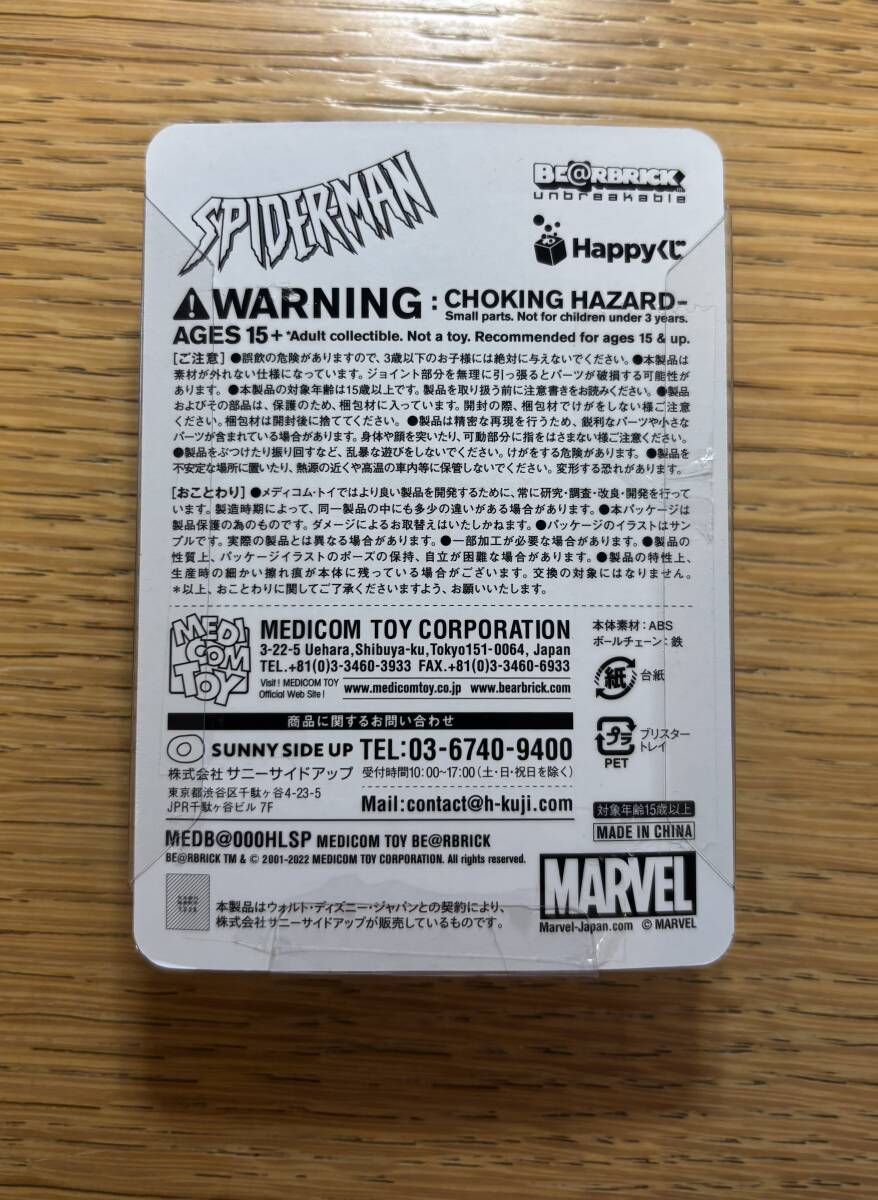 SPIDER-MAN
BE@RBRICK TM
unbreakable
Happyくじ
WARNING : CHOKING HAZARD-
Small parts. Not for children under 3 years.
AGES 15+ *Adult collectible. Not a toy. Recommended for ages 15 & up.
[ご注意] ●誤飲の危険がありますので、3歳以下のお子様には絶対に与えないでください。●本製品は
素材が外れない仕様になっています。ジョイント部分を無理に引っ張るとパーツが破損する可能性が
あります。 ●本製品の対象年齢は15歳以上です。製品を取り扱う前に注意書きをお読みください。●製品
およびその部品は、保護のため、梱包材に入っています。開封の際、梱包材でけがをしない様ご注意
ください。梱包材は開封後に捨ててください。 ●製品は精密な再現を行うため、鋭利なパーツや小さな
パーツが含まれている場合があります。身体や顔を突いたり、可動部分に指をはさまない様ご注意ください。
●製品をぶつけたり振り回すなど、乱暴な遊びをしないでください。けがをする危険があります。 ●製品を
不安定な場所に置いたり、熱源の近くや高温の車内等に保管しないでください。変形する恐れがあります。
[おことわり] ●メディコム・トイではより良い製品を開発するために、常に研究・調査・改良・開発を行って
います。製造時期によって、同一製品の中にも多少の違いがある場合があります。●本パッケージは
製品保護の為のものです。ダメージによるお取替えはいたしかねます。●パッケージのイラストはサン
プルです。実際の製品とは異なる場合があります。●一部加工が必要な場合があります。●製品の
性質上、パッケージイラストのポーズの保持、自立が困難な場合があります。 ●製品の特性上、
生産時の細かい擦れ痕が本体に残っている場合がございます。交換の対象にはなりません。
*以上、おことわりに関してご了承くださいますよう、お願いいたします。
MEDI COM TOY
MEDICOM TOY CORPORATION
3-22-5 Uehara,Shibuya-ku,Tokyo151-0064, Japan
TEL.+81(0)3-3460-3933 FAX.+81(0)3-3460-6933
Visit! MEDICOM TOY
Official Web Site!
www.medicomtoy.co.jp www.bearbrick.com
本体素材：ABS
ボールチェーン：鉄
紙 台紙
プラ ブリスター
トレイ
PET
商品に関するお問い合わせ
SUNNY SIDE UP TEL:03-6740-9400
株式会社 サニーサイドアップ 受付時間10:00~17:00(土・日・祝日を除く)
東京都渋谷区千駄ヶ谷4-23-5
JPR千駄ヶ谷ビル 7F
Mail:contact@h-kuji.com
対象年齢15歳以上
MADE IN CHINA
MEDB@000HLSP MEDICOM TOY BE@RBRICK
BE@RBRICK TM & © 2001-2022 MEDICOM TOY CORPORATION. All rights reserved.
本製品はウォルト・ディズニー・ジャパンとの契約により、
株式会社サニーサイドアップが販売しているものです。
MARVEL
Marvel-Japan.com © MARVEL